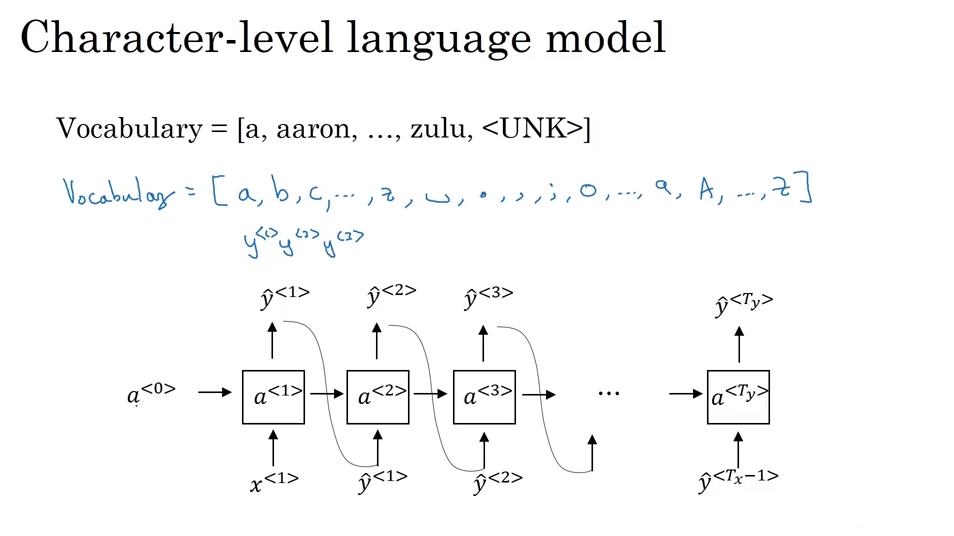 Character-level language model
Vocabulary = [a, aaron, …, zulu, <UNK>]
Vocabulary = [a, b, c, ..., z, ␣, ., ,, ;, 0, ..., 9, A, ..., Z]
y<1> y<2> y<3>
ŷ<1> ŷ<2> ŷ<3> ŷ<Ty>
a<0> a<1> a<2> a<3> ... a<Ty>
x<1> ŷ<1> ŷ<2> ŷ<Tx−1>